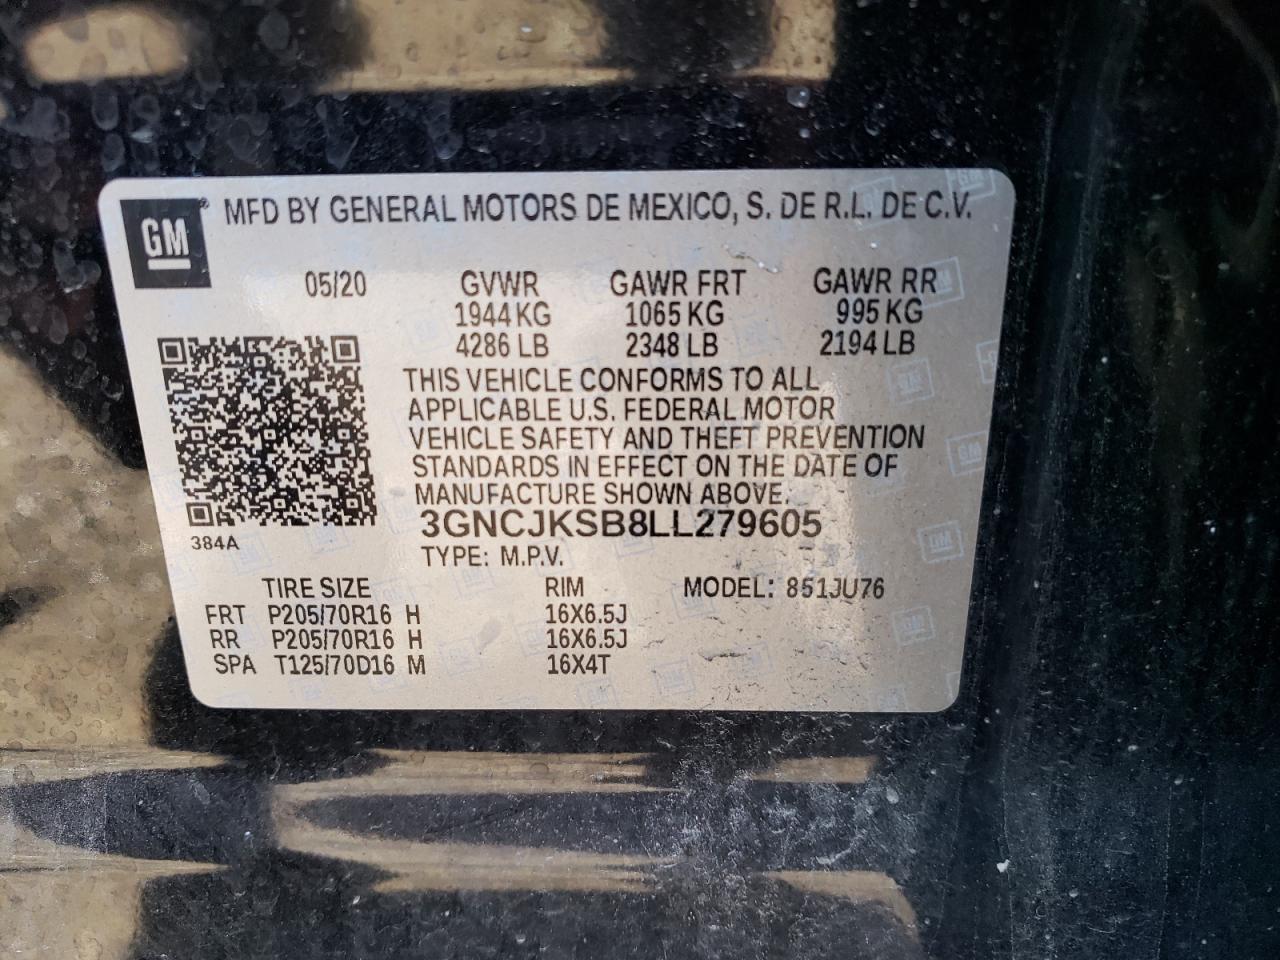 GM® MFD BY GENERAL MOTORS DE MEXICO, S. DE R.L. DE C.V.
05/20 GVWR GAWR FRT GAWR RR
1944 KG 1065 KG 995 KG
4286 LB 2348 LB 2194 LB
THIS VEHICLE CONFORMS TO ALL
APPLICABLE U.S. FEDERAL MOTOR
VEHICLE SAFETY AND THEFT PREVENTION
STANDARDS IN EFFECT ON THE DATE OF
MANUFACTURE SHOWN ABOVE.
3GNCJKSB8LL279605
384A
TYPE: M.P.V.
TIRE SIZE RIM MODEL: 851JU76
FRT P205/70R16 H 16X6.5J
RR P205/70R16 H 16X6.5J
SPA T125/70D16 M 16X4T